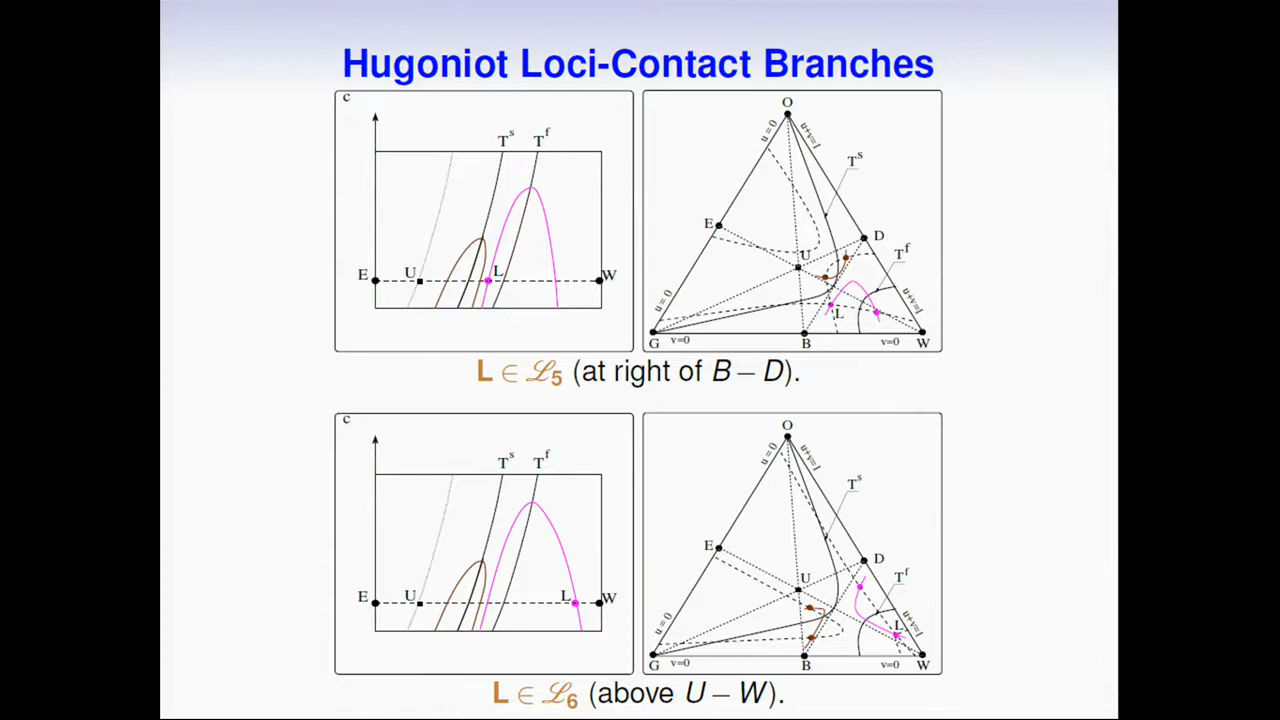 Hugoniot Loci-Contact Branches
c
T^s T^f
E U L W
O
u=0 u+v=1
T^s
E D
U T^f
u=0 L u+v=1
G v=0 B v=0 W
L ∈ ℒ₅ (at right of B – D).
c
T^s T^f
E U L W
O
u=0 u+v=1
T^s
E D
U T^f
u=0 L u+v=1
G v=0 B v=0 W
L ∈ ℒ₆ (above U – W).